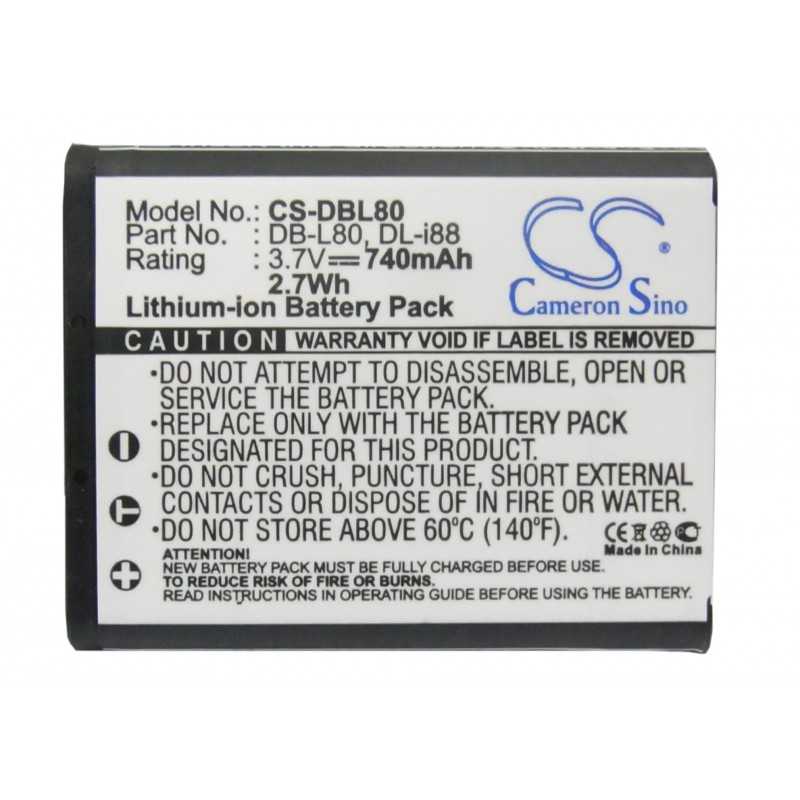 Model No.: CS-DBL80
Part No. : DB-L80, DL-i88
Rating : 3.7V 740mAh
2.7Wh
Lithium-ion Battery Pack
CS
Cameron Sino
CAUTION WARRANTY VOID IF LABEL IS REMOVED
•DO NOT ATTEMPT TO DISASSEMBLE, OPEN OR
SERVICE THE BATTERY PACK.
•REPLACE ONLY WITH THE BATTERY PACK
DESIGNATED FOR THIS PRODUCT.
•DO NOT CRUSH, PUNCTURE, SHORT EXTERNAL
CONTACTS OR DISPOSE OF IN FIRE OR WATER.
•DO NOT STORE ABOVE 60ºC (140ºF).
− T +
CE
Made In China
ATTENTION!
NEW BATTERY PACK MUST BE FULLY CHARGED BEFORE USE.
TO REDUCE RISK OF FIRE OR BURNS.
READ INSTRUCTIONS IN OPERATING GUIDE BEFORE USING BATTERY.